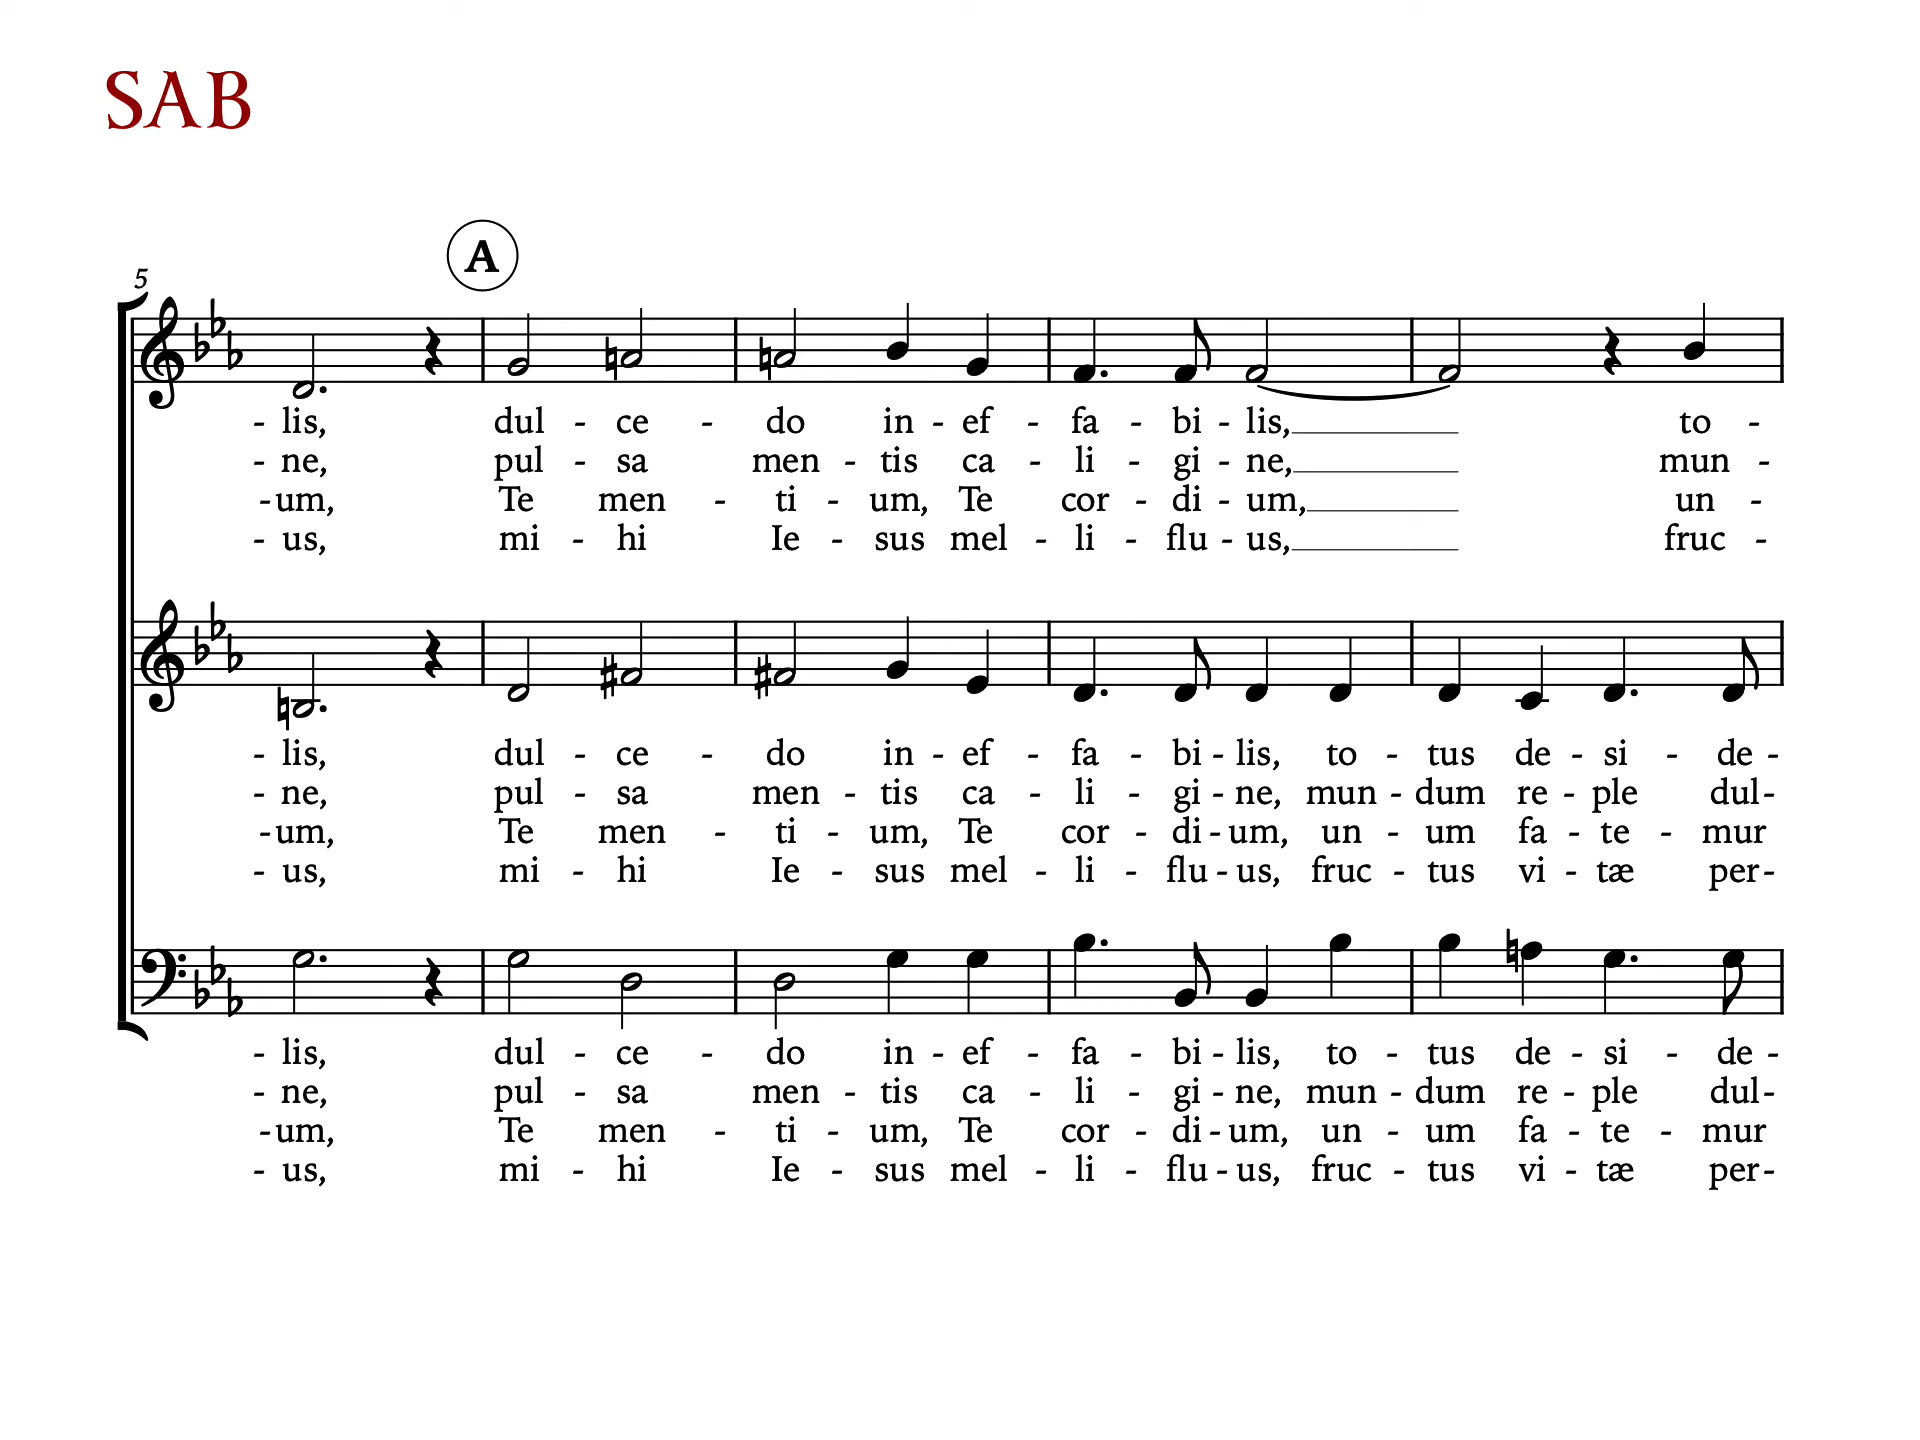 SAB
A
5
- lis, dul - ce - do in - ef - fa - bi - lis, to -
- ne, pul - sa men - tis ca - li - gi - ne, mun -
- um, Te men - ti - um, Te cor - di - um, un -
- us, mi - hi Ie - sus mel - li - flu - us, fruc -
- lis, dul - ce - do in - ef - fa - bi - lis, to - tus de - si - de -
- ne, pul - sa men - tis ca - li - gi - ne, mun - dum re - ple dul -
- um, Te men - ti - um, Te cor - di - um, un - um fa - te - mur
- us, mi - hi Ie - sus mel - li - flu - us, fruc - tus vi - tæ per -
- lis, dul - ce - do in - ef - fa - bi - lis, to - tus de - si - de -
- ne, pul - sa men - tis ca - li - gi - ne, mun - dum re - ple dul -
- um, Te men - ti - um, Te cor - di - um, un - um fa - te - mur
- us, mi - hi Ie - sus mel - li - flu - us, fruc - tus vi - tæ per -